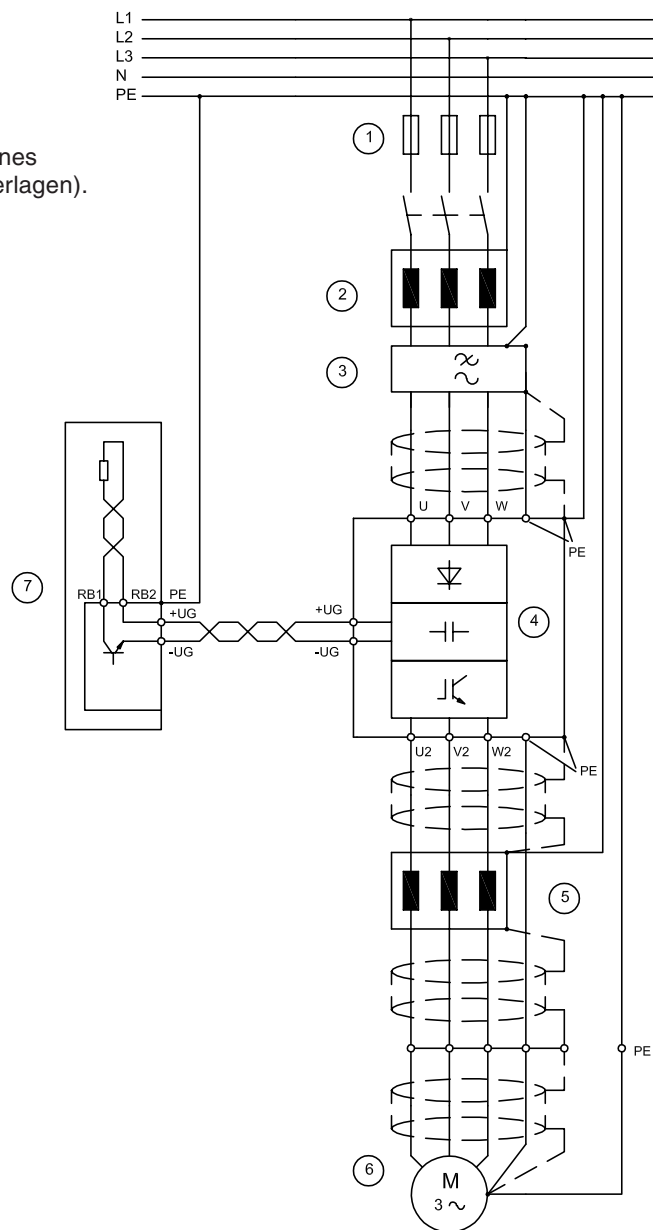 L1
L2
L3
N
PE
nes
erlagen).
1
2
3
U V W
PE
7
RB1 RB2 PE
+UG +UG
-UG -UG
4
U2 V2 W2
PE
5
PE
6
M
3